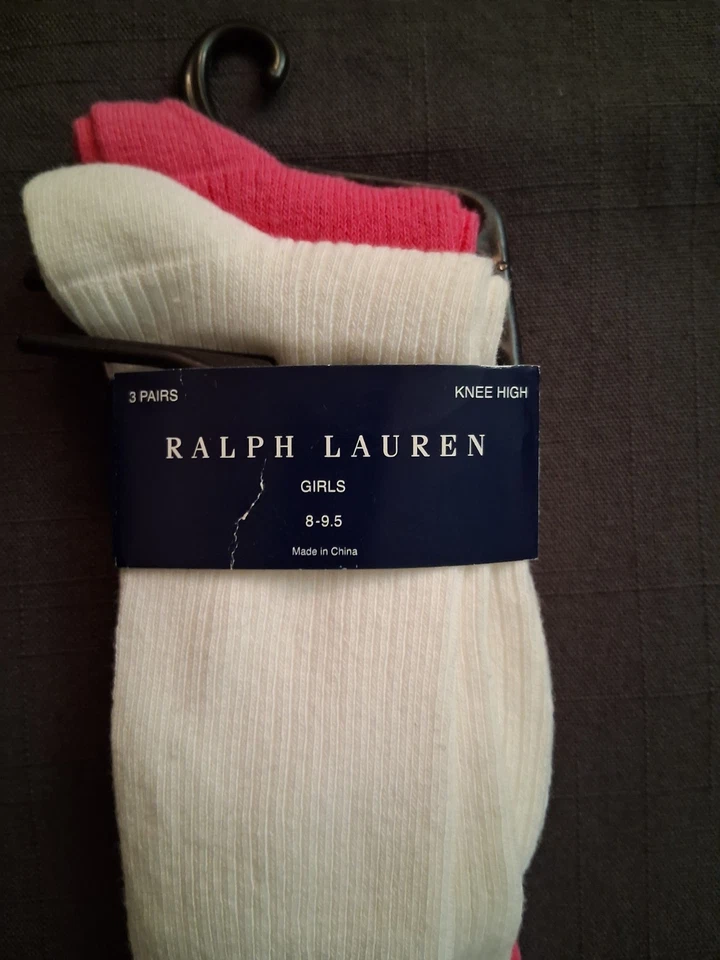 3 PAIRS KNEE HIGH
RALPH LAUREN
GIRLS
8-9.5
Made in China